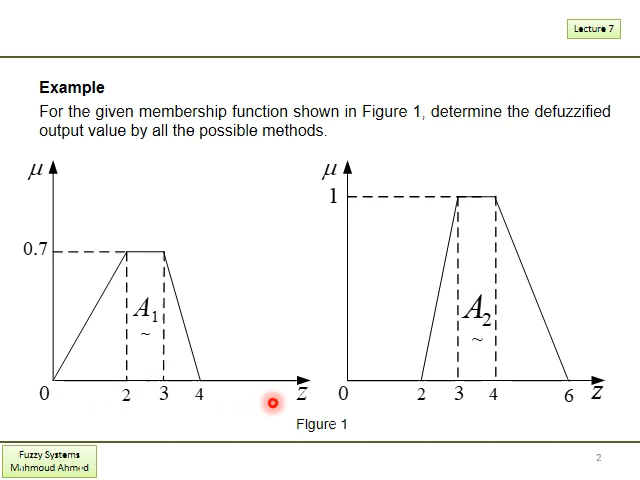 Lecture 7
Example
For the given membership function shown in Figure 1, determine the defuzzified
output value by all the possible methods.
μ
0.7
A1
~
0 2 3 4 z
μ
1
A2
~
0 2 3 4 6 z
Figure 1
Fuzzy Systems
Mahmoud Ahmed
2